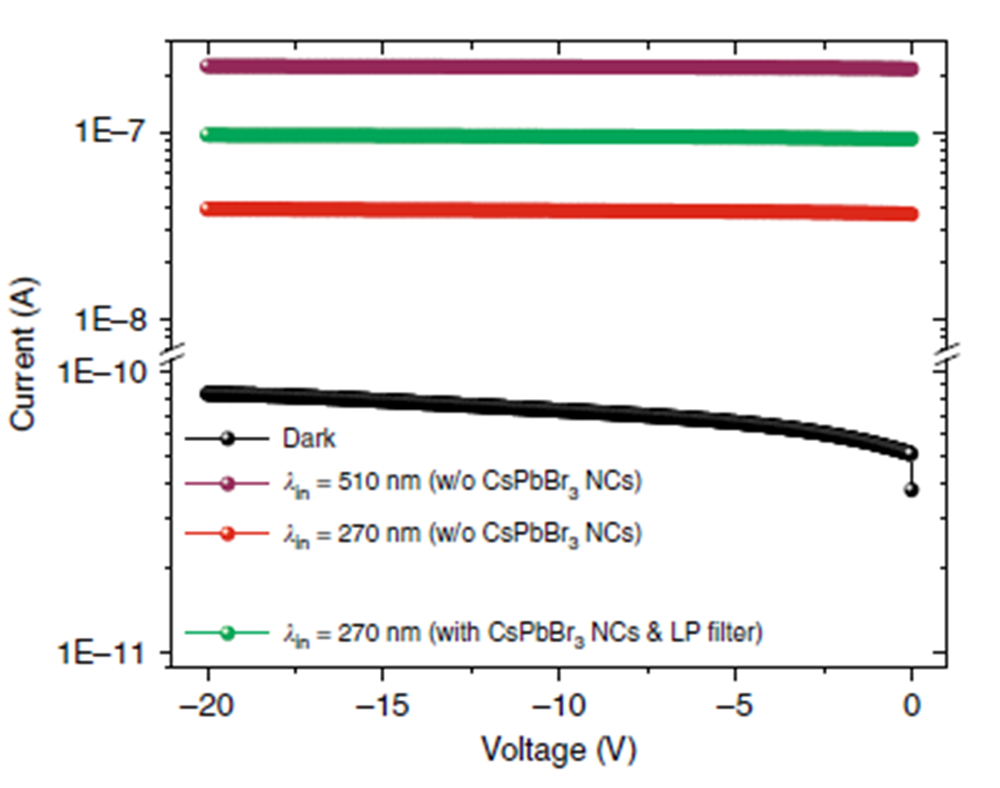 1E–7
1E–8
1E–10
1E–11
Current (A)
Dark
λin = 510 nm (w/o CsPbBr3 NCs)
λin = 270 nm (w/o CsPbBr3 NCs)
λin = 270 nm (with CsPbBr3 NCs & LP filter)
–20 –15 –10 –5 0
Voltage (V)